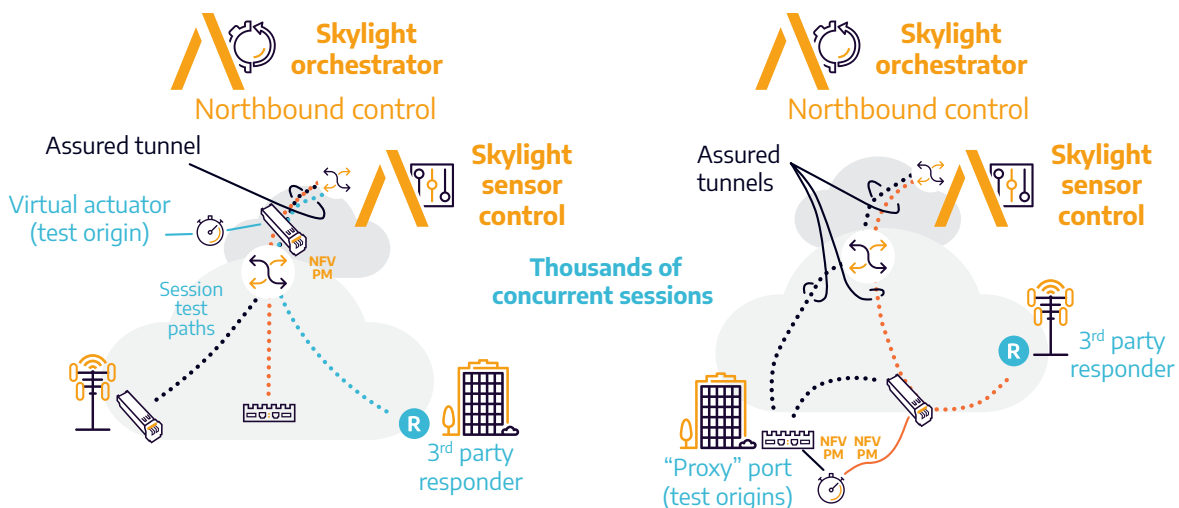 Skylight
orchestrator
Northbound control
Assured tunnel
Skylight
sensor
control
Virtual actuator
(test origin)
NFV
PM
Session
test
paths
R
3rd party
responder
Thousands of
concurrent sessions
Skylight
orchestrator
Northbound control
Assured
tunnels
Skylight
sensor
control
R
3rd party
responder
NFV NFV
PM PM
"Proxy" port
(test origins)